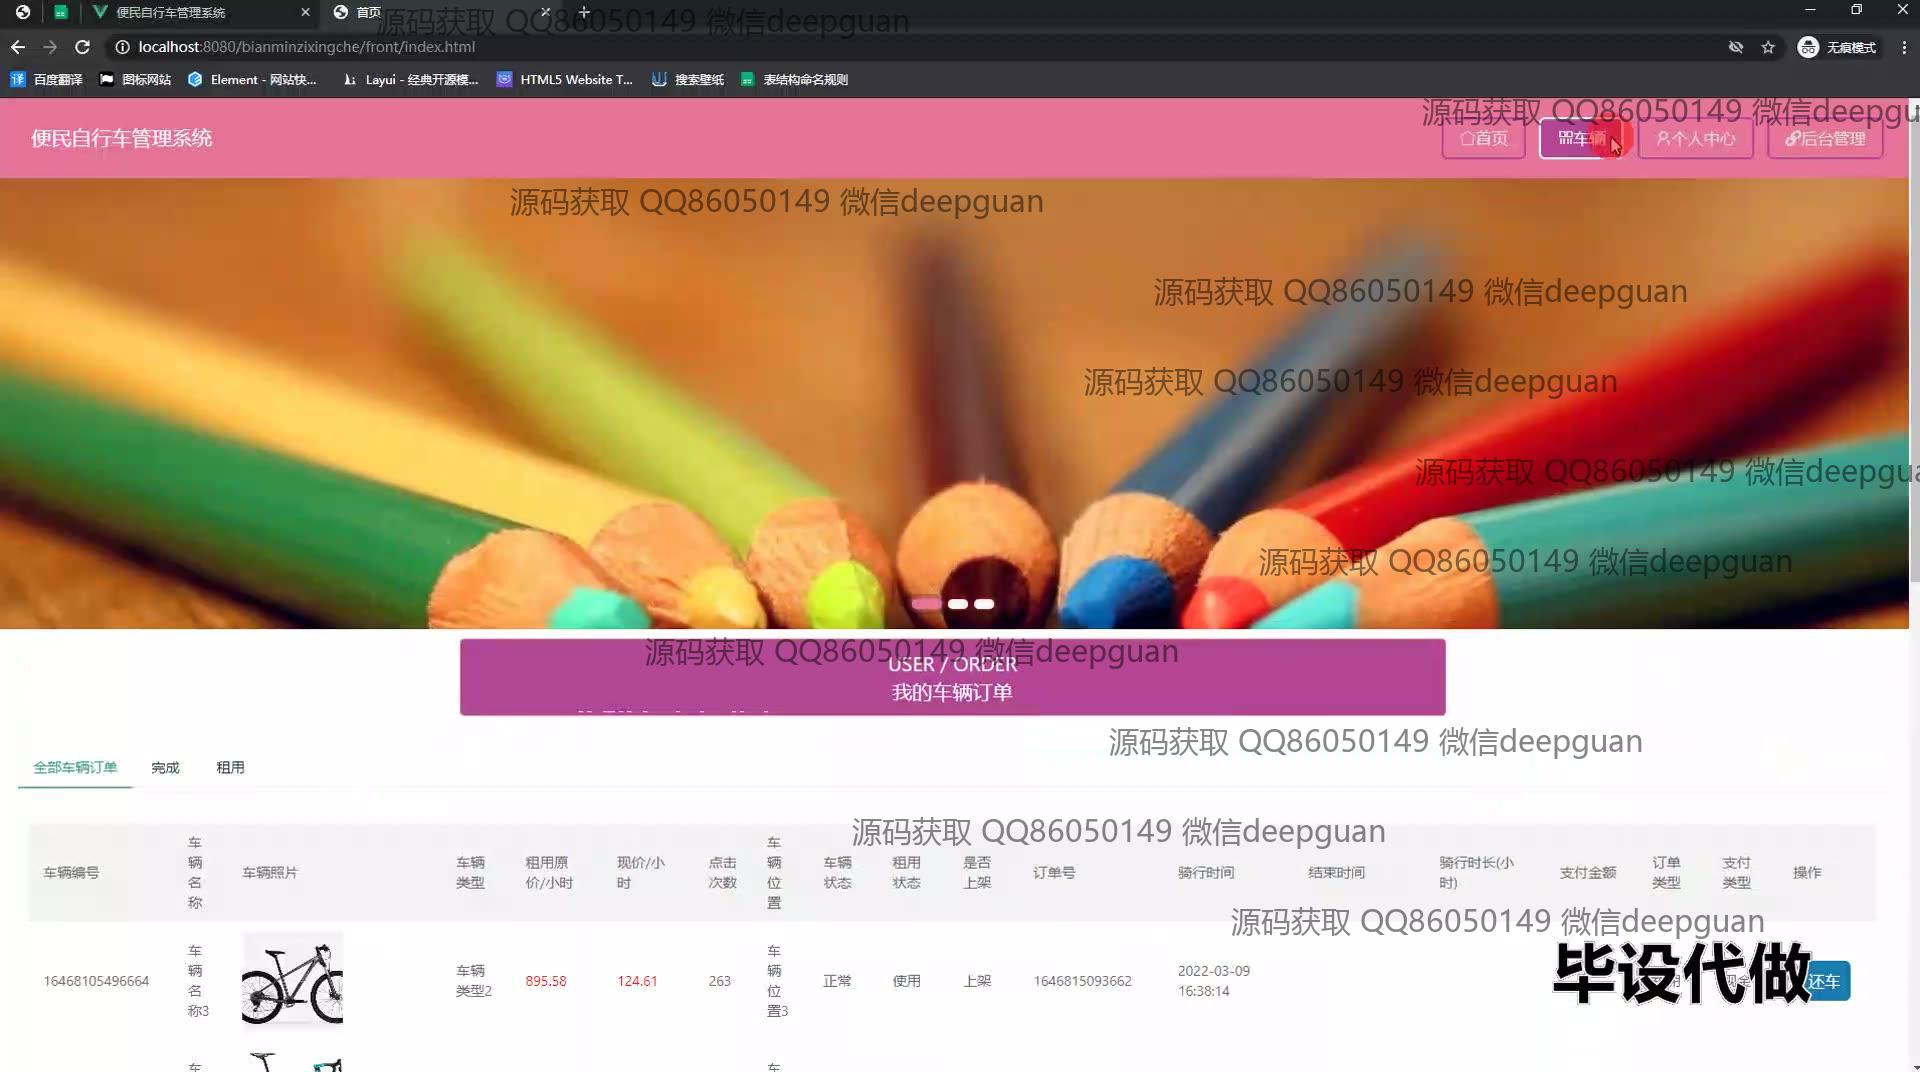 便民自行车管理系统
首页
源码获取 QQ86050149 微信deepguan
localhost:8080/bianminzixingche/front/index.html
无痕模式
百度翻译
图标网站
Element - 网站快...
Layui - 经典开源模...
HTML5 Website T...
搜索壁纸
表结构命名规则
源码获取 QQ86050149 微信deepgu
便民自行车管理系统
首页
车辆
个人中心
后台管理
源码获取 QQ86050149 微信deepguan
源码获取 QQ86050149 微信deepguan
源码获取 QQ86050149 微信deepguan
源码获取 QQ86050149 微信deepgua
源码获取 QQ86050149 微信deepguan
源码获取 QQ86050149 微信deepguan
USER / ORDER
我的车辆订单
源码获取 QQ86050149 微信deepguan
全部车辆订单
完成
租用
源码获取 QQ86050149 微信deepguan
车辆编号
车辆名称
车辆照片
车辆类型
租用原价/小时
现价/小时
点击次数
车辆位置
车辆状态
租用状态
是否上架
订单号
骑行时间
结束时间
骑行时长(小时)
支付金额
订单类型
支付类型
操作
源码获取 QQ86050149 微信deepguan
16468105496664
车辆名称3
车辆类型2
895.58
124.61
263
车辆位置3
正常
使用
上架
1646815093662
2022-03-09
16:38:14
还车
毕设代做
车
车